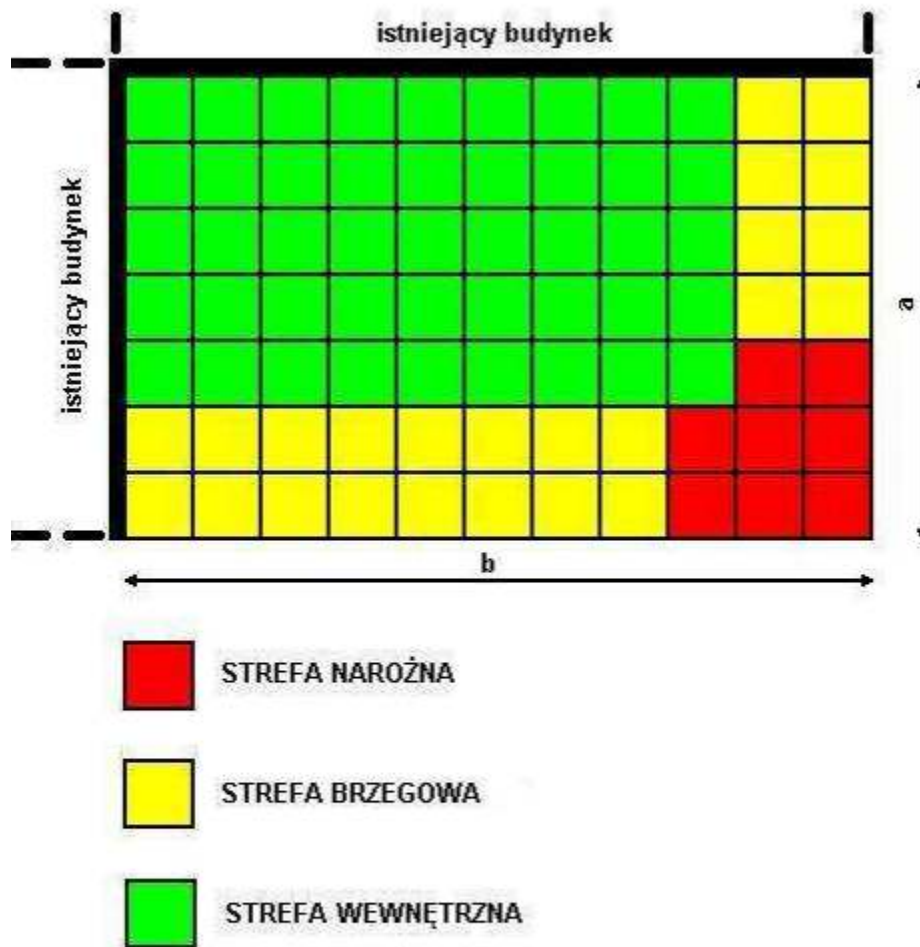 istniejący budynek
istniejący budynek
a
b
STREFA NAROŻNA
STREFA BRZEGOWA
STREFA WEWNĘTRZNA